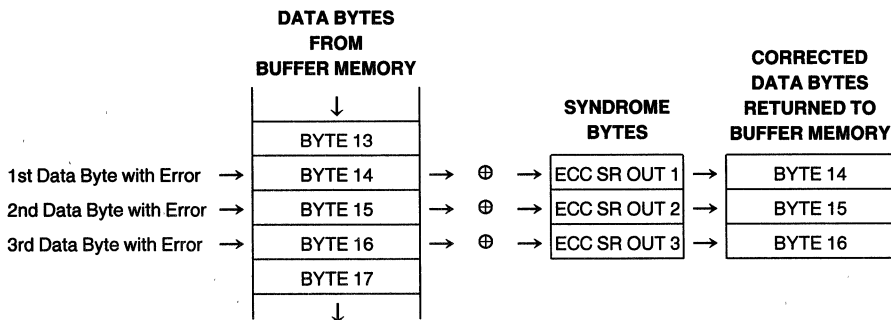 DATA BYTES
FROM
BUFFER MEMORY
SYNDROME
BYTES
CORRECTED
DATA BYTES
RETURNED TO
BUFFER MEMORY
↓
BYTE 13
1st Data Byte with Error → BYTE 14 → ⊕ → ECC SR OUT 1 → BYTE 14
2nd Data Byte with Error → BYTE 15 → ⊕ → ECC SR OUT 2 → BYTE 15
3rd Data Byte with Error → BYTE 16 → ⊕ → ECC SR OUT 3 → BYTE 16
BYTE 17
↓